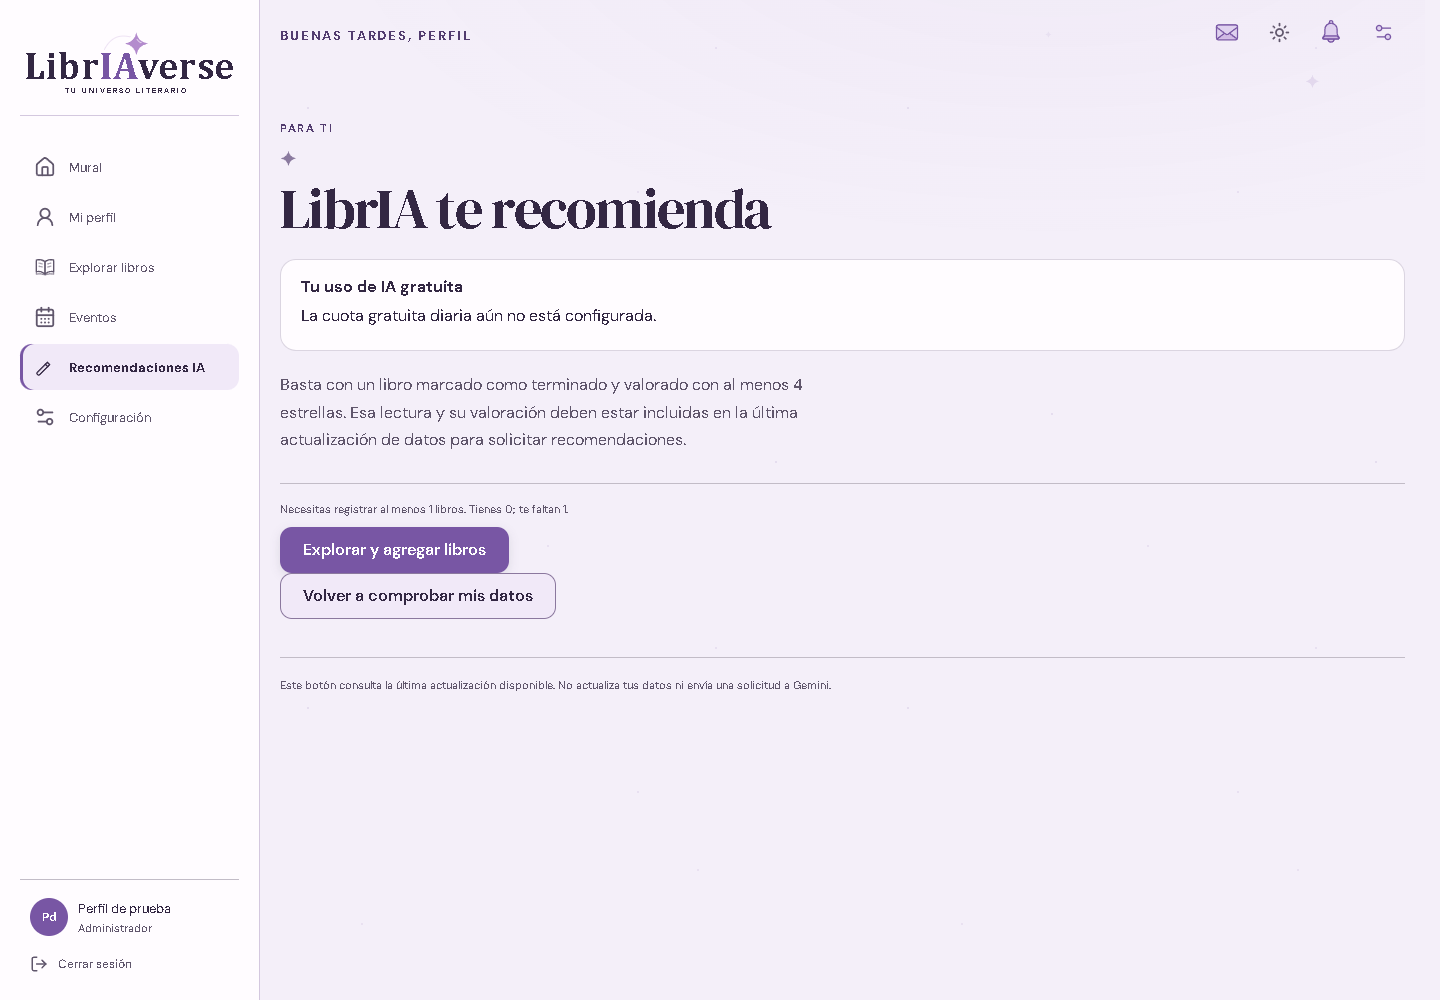 LibrIAverse
TU UNIVERSO LITERARIO
Mural
Mi perfil
Explorar libros
Eventos
Recomendaciones IA
Configuración
Perfil de prueba
Pd
Administrador
Cerrar sesión
BUENAS TARDES, PERFIL
PARA TI
LibrIA te recomienda
Tu uso de IA gratuita
La cuota gratuita diaria aún no está configurada.
Basta con un libro marcado como terminado y valorado con al menos 4
estrellas. Esa lectura y su valoración deben estar incluidas en la última
actualización de datos para solicitar recomendaciones.
Necesitas registrar al menos 1 libros. Tienes 0; te faltan 1.
Explorar y agregar libros
Volver a comprobar mis datos
Este botón consulta la última actualización disponible. No actualiza tus datos ni envía una solicitud a Gemini.